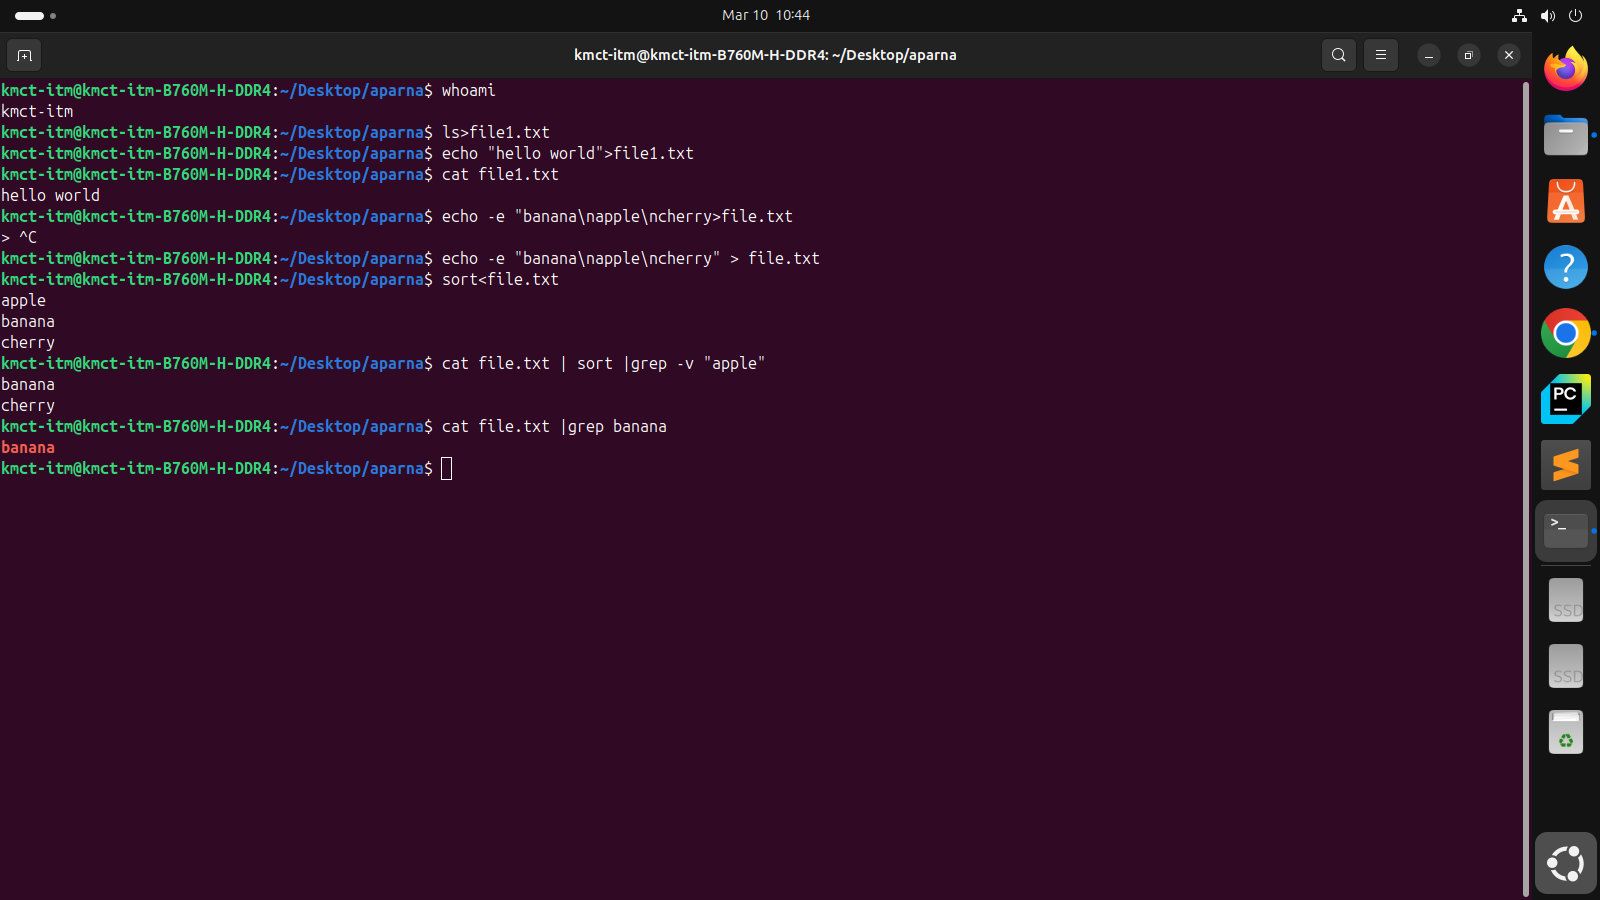 Mar 10 10:44
kmct-itm@kmct-itm-B760M-H-DDR4: ~/Desktop/aparna
kmct-itm@kmct-itm-B760M-H-DDR4:~/Desktop/aparna$ whoami
kmct-itm
kmct-itm@kmct-itm-B760M-H-DDR4:~/Desktop/aparna$ ls>file1.txt
kmct-itm@kmct-itm-B760M-H-DDR4:~/Desktop/aparna$ echo "hello world">file1.txt
kmct-itm@kmct-itm-B760M-H-DDR4:~/Desktop/aparna$ cat file1.txt
hello world
kmct-itm@kmct-itm-B760M-H-DDR4:~/Desktop/aparna$ echo -e "banana\napple\ncherry>file.txt
> ^C
kmct-itm@kmct-itm-B760M-H-DDR4:~/Desktop/aparna$ echo -e "banana\napple\ncherry" > file.txt
kmct-itm@kmct-itm-B760M-H-DDR4:~/Desktop/aparna$ sort<file.txt
apple
banana
cherry
kmct-itm@kmct-itm-B760M-H-DDR4:~/Desktop/aparna$ cat file.txt | sort |grep -v "apple"
banana
cherry
kmct-itm@kmct-itm-B760M-H-DDR4:~/Desktop/aparna$ cat file.txt |grep banana
banana
kmct-itm@kmct-itm-B760M-H-DDR4:~/Desktop/aparna$
?
PC
>_
SSD
SSD